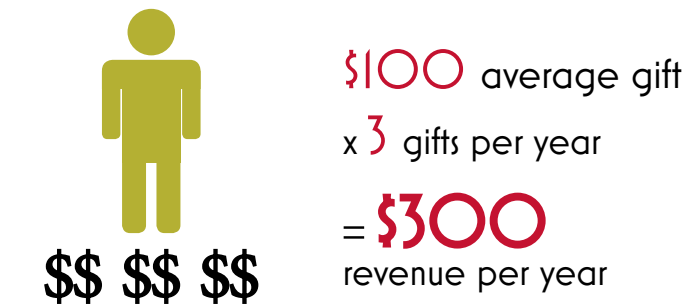 $100 average gift
x 3 gifts per year
= $300
revenue per year
$$ $$ $$